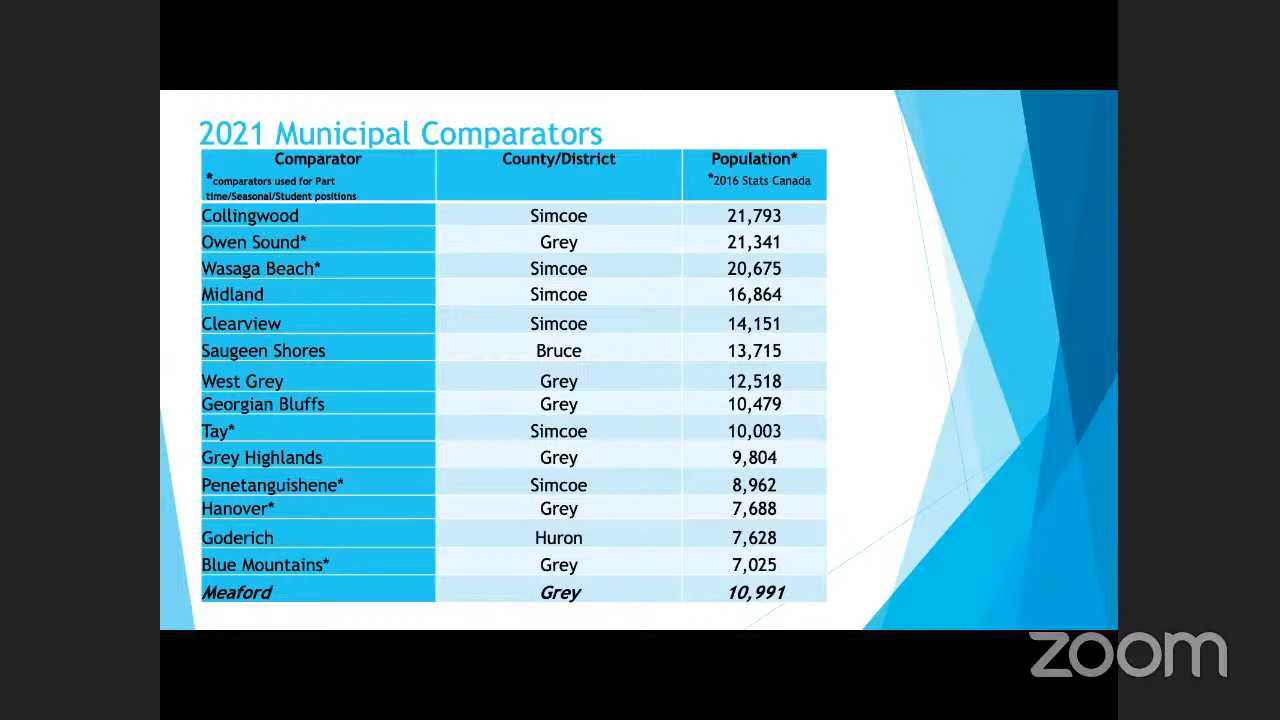 2021 Municipal Comparators
Comparator County/District Population*
*comparators used for Part *2016 Stats Canada
time/Seasonal/Student positions
Collingwood Simcoe 21,793
Owen Sound* Grey 21,341
Wasaga Beach* Simcoe 20,675
Midland Simcoe 16,864
Clearview Simcoe 14,151
Saugeen Shores Bruce 13,715
West Grey Grey 12,518
Georgian Bluffs Grey 10,479
Tay* Simcoe 10,003
Grey Highlands Grey 9,804
Penetanguishene* Simcoe 8,962
Hanover* Grey 7,688
Goderich Huron 7,628
Blue Mountains* Grey 7,025
Meaford Grey 10,991
zoom